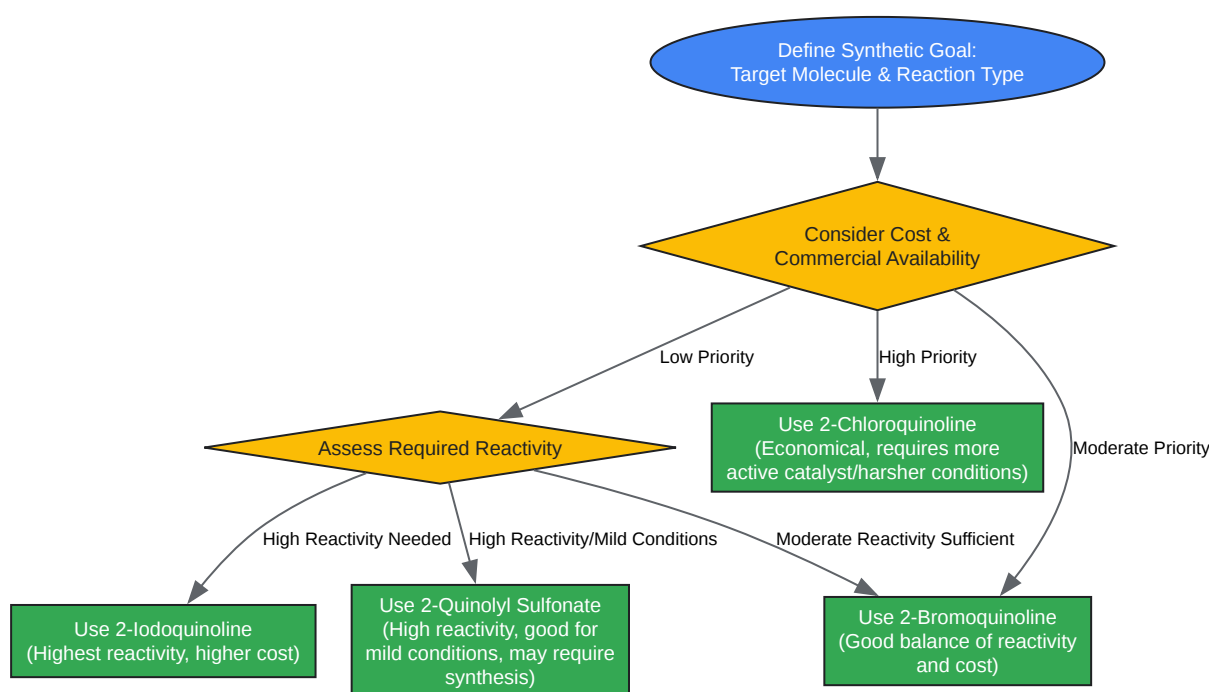 Define Synthetic Goal:
Target Molecule & Reaction Type
Consider Cost &
Commercial Availability
Low Priority
High Priority
Use 2-Chloroquinoline
(Economical, requires more
active catalyst/harsher conditions)
Moderate Priority
Assess Required Reactivity
High Reactivity Needed
High Reactivity/Mild Conditions
Moderate Reactivity Sufficient
Use 2-Iodoquinoline
(Highest reactivity, higher cost)
Use 2-Quinolyl Sulfonate
(High reactivity, good for
mild conditions, may require
synthesis)
Use 2-Bromoquinoline
(Good balance of reactivity
and cost)